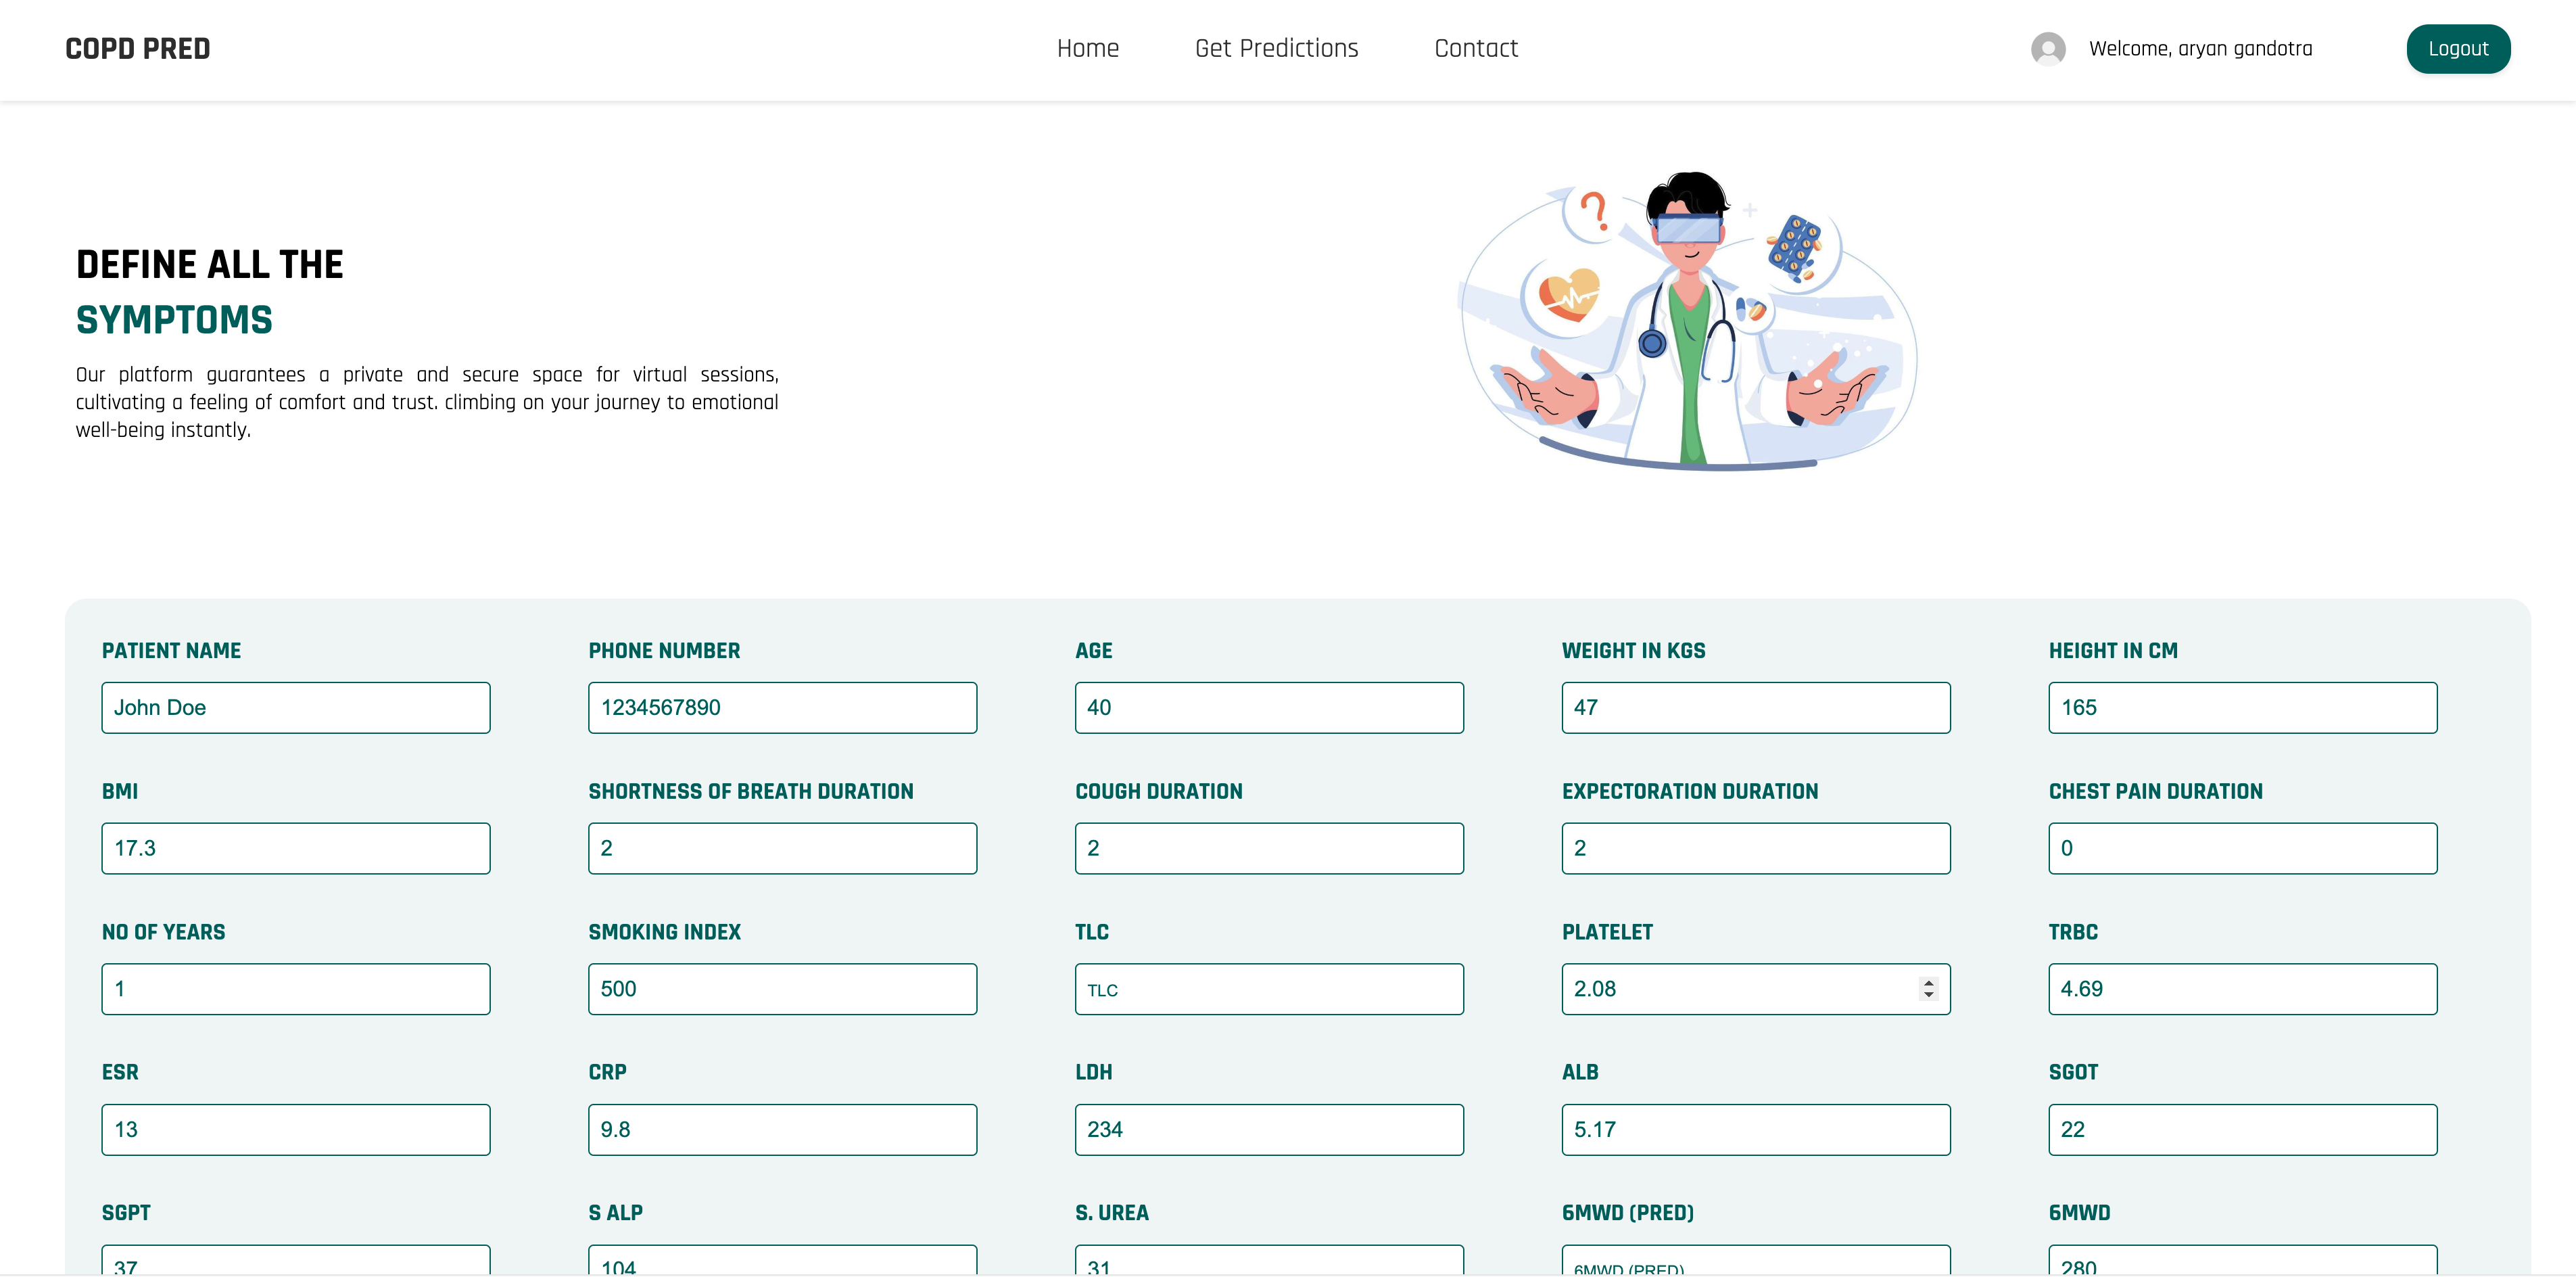 COPD PRED
Home Get Predictions Contact
Welcome, aryan gandotra
Logout
DEFINE ALL THE
SYMPTOMS
Our platform guarantees a private and secure space for virtual sessions,
cultivating a feeling of comfort and trust. climbing on your journey to emotional
well-being instantly.
PATIENT NAME PHONE NUMBER AGE WEIGHT IN KGS HEIGHT IN CM
John Doe 1234567890 40 47 165
BMI SHORTNESS OF BREATH DURATION COUGH DURATION EXPECTORATION DURATION CHEST PAIN DURATION
17.3 2 2 2 0
NO OF YEARS SMOKING INDEX TLC PLATELET TRBC
1 500 TLC 2.08 4.69
ESR CRP LDH ALB SGOT
13 9.8 234 5.17 22
SGPT S ALP S. UREA 6MWD (PRED) 6MWD
37 104 31 6MWD (PRED) 280